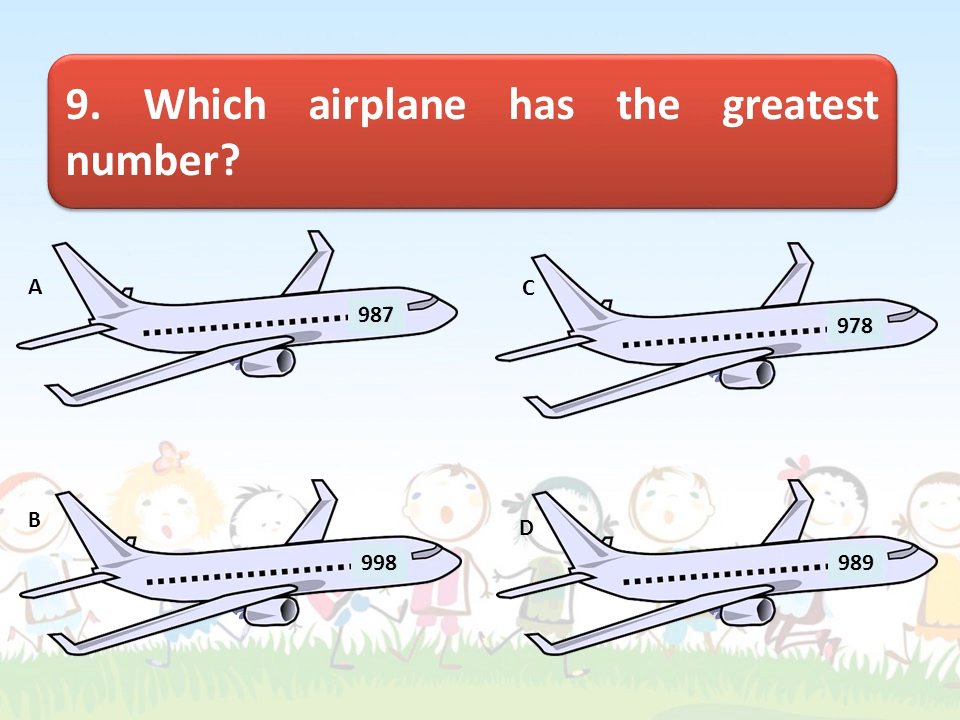 9. Which airplane has the greatest
number?
A
987
C
978
B
998
D
989